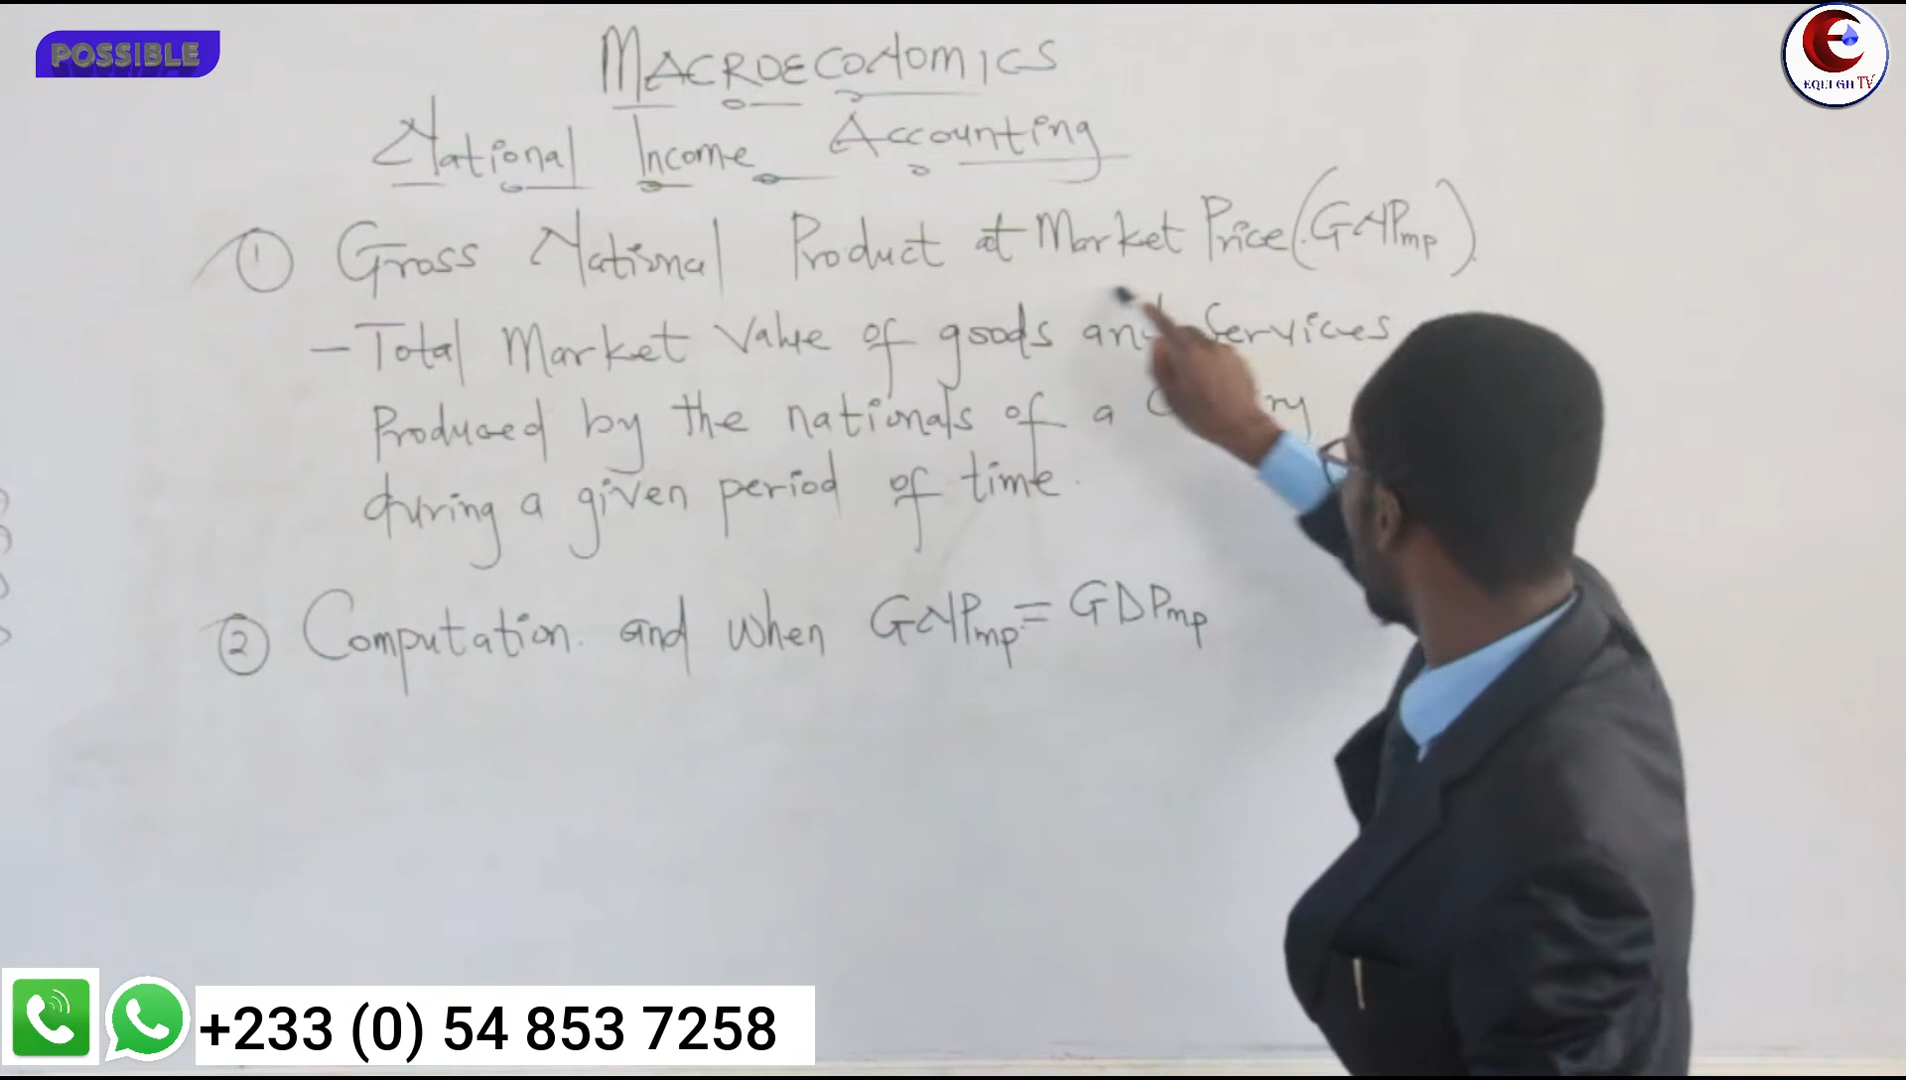 POSSIBLE
EQUI GH TV
MACROECONOMICS
National Income Accounting
① Gross National Product at Market Price (GNPmp)
- Total Market Value of goods and Services
Produced by the nationals of a
during a given period of time.
② Computation and when GNPmp = GDPmp
+233 (0) 54 853 7258